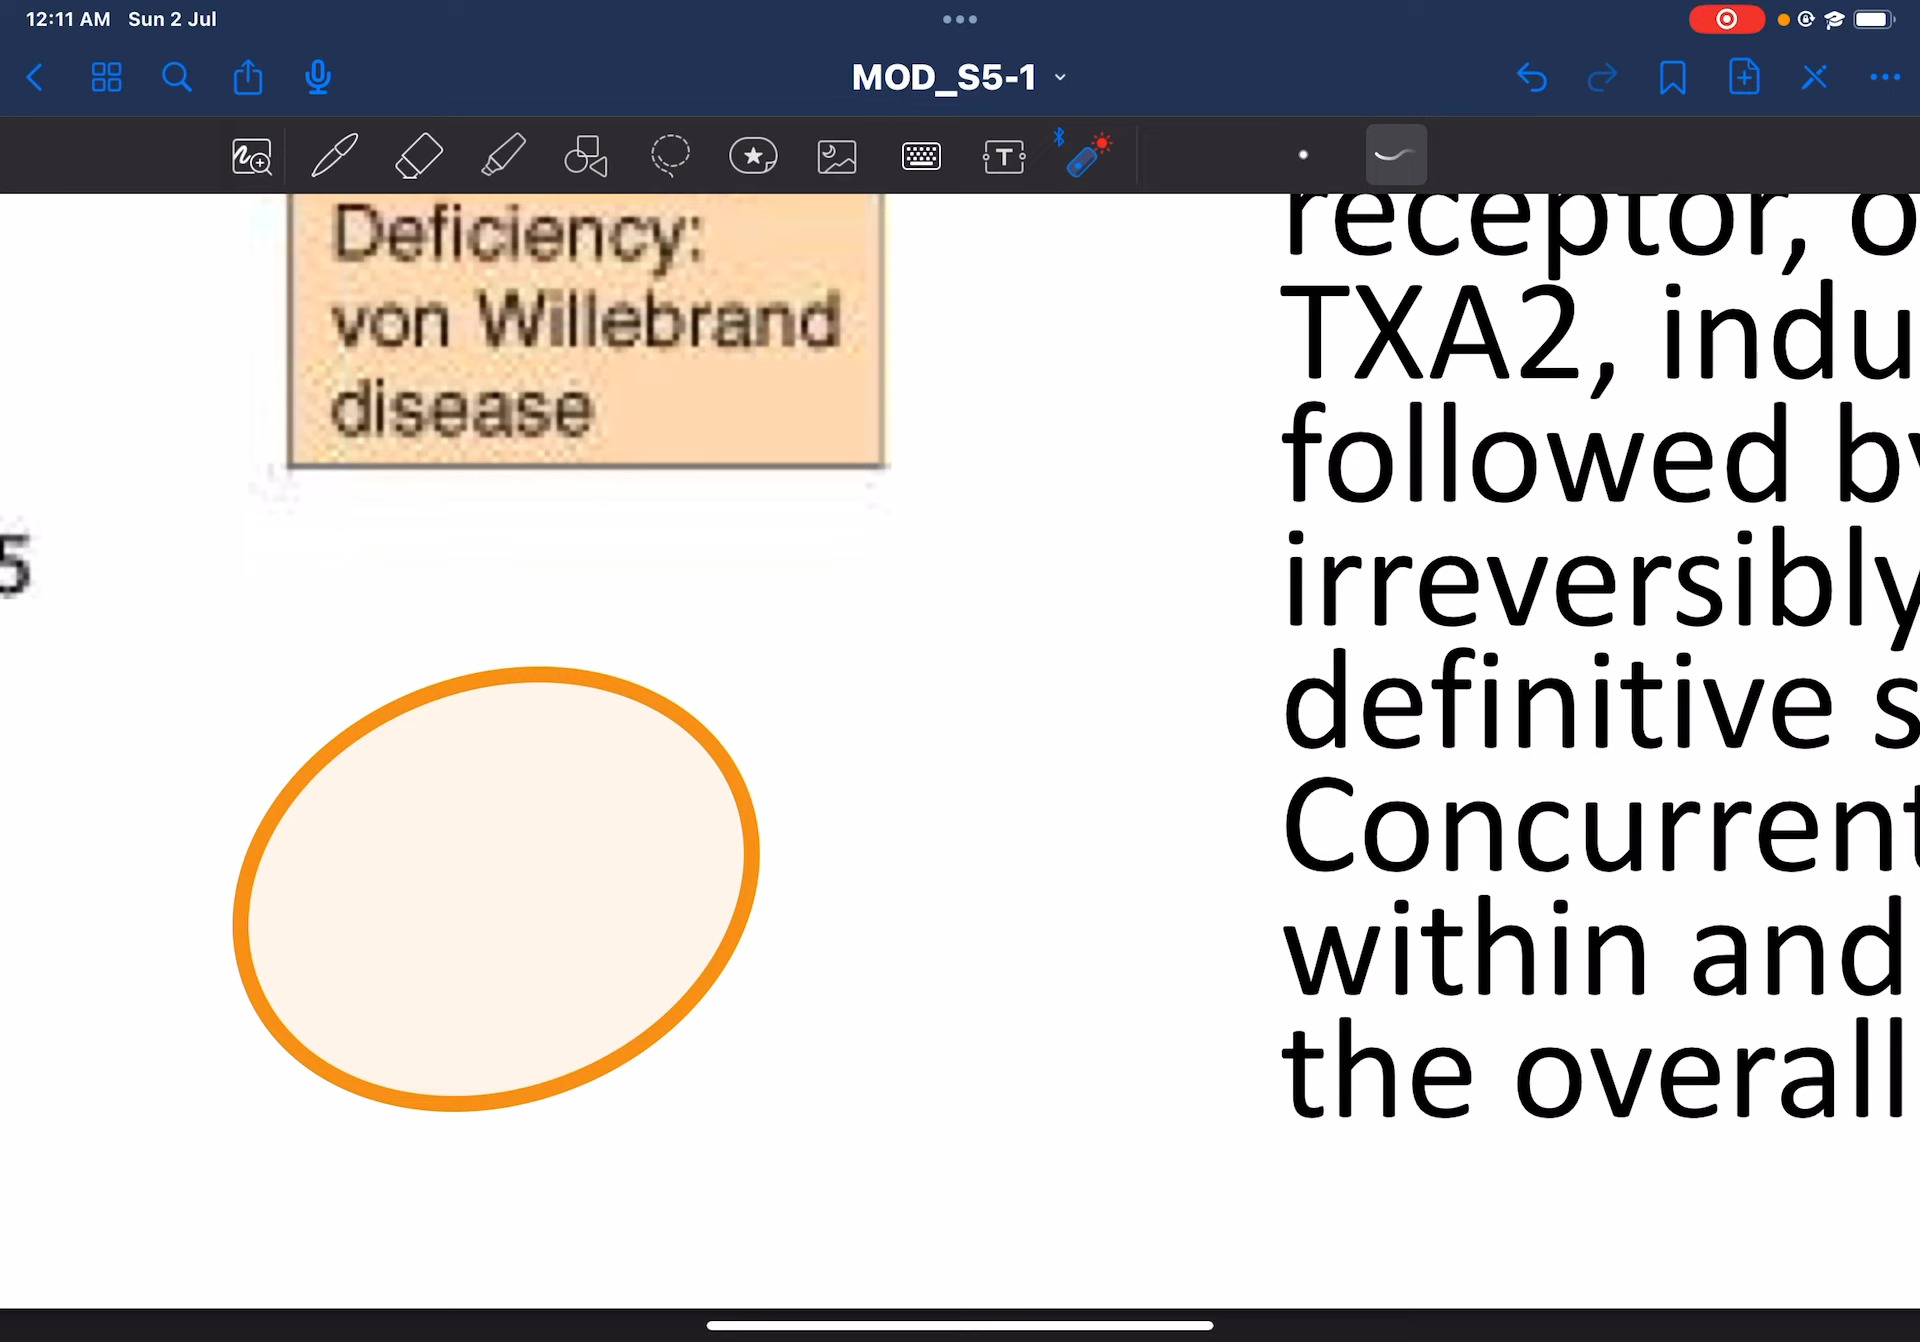 12:11 AM Sun 2 Jul
MOD_S5-1
Deficiency:
von Willebrand
disease
5
receptor, o
TXA2, indu
followed by
irreversibly
definitive s
Concurrent
within and
the overall